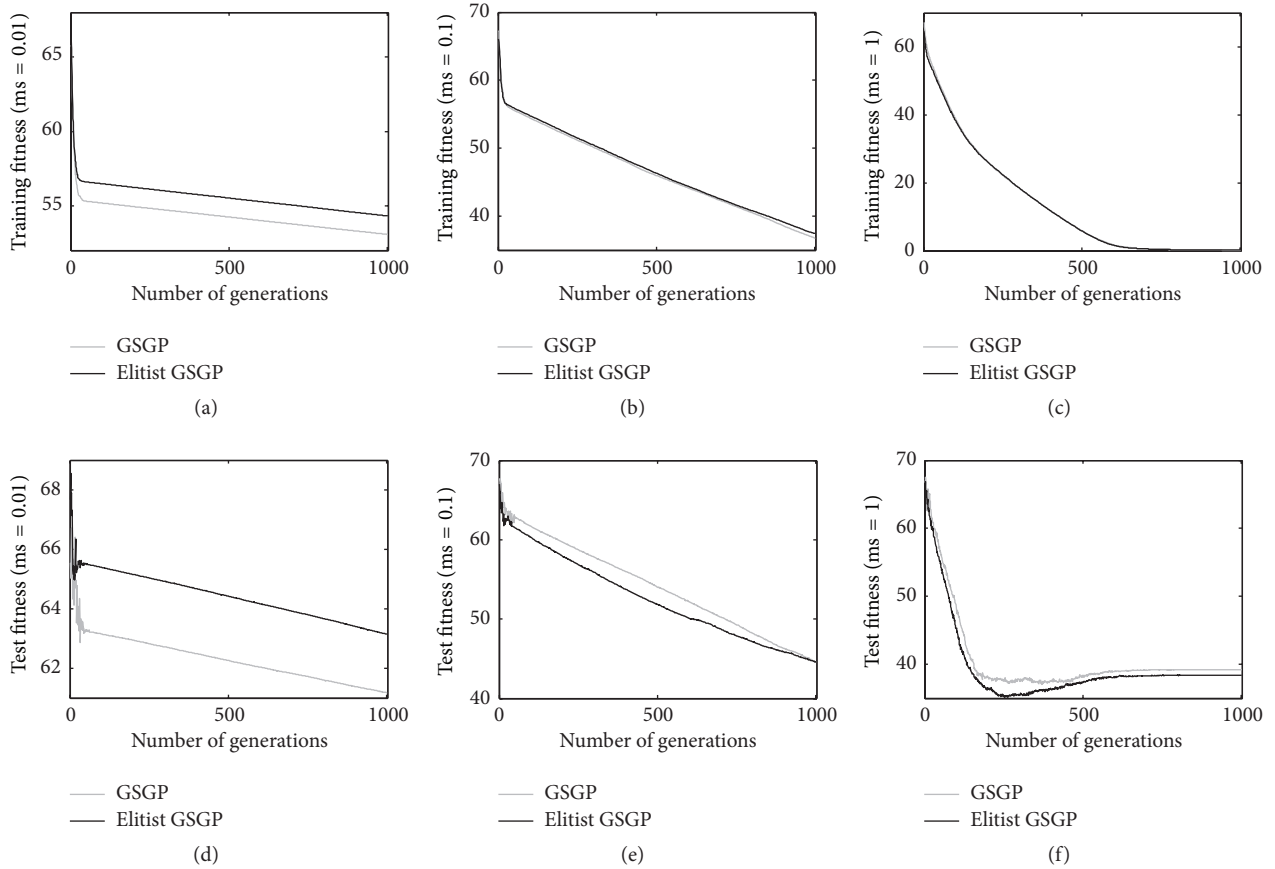 Training fitness (ms = 0.01)
65
60
55
0
500
1000
Number of generations
GSGP
Elitist GSGP
(a)
Training fitness (ms = 0.1)
70
60
50
40
0
500
1000
Number of generations
GSGP
Elitist GSGP
(b)
Training fitness (ms = 1)
60
40
20
0
0
500
1000
Number of generations
GSGP
Elitist GSGP
(c)
Test fitness (ms = 0.01)
68
66
64
62
0
500
1000
Number of generations
GSGP
Elitist GSGP
(d)
Test fitness (ms = 0.1)
70
60
50
40
0
500
1000
Number of generations
GSGP
Elitist GSGP
(e)
Test fitness (ms = 1)
70
60
50
40
0
500
1000
Number of generations
GSGP
Elitist GSGP
(f)